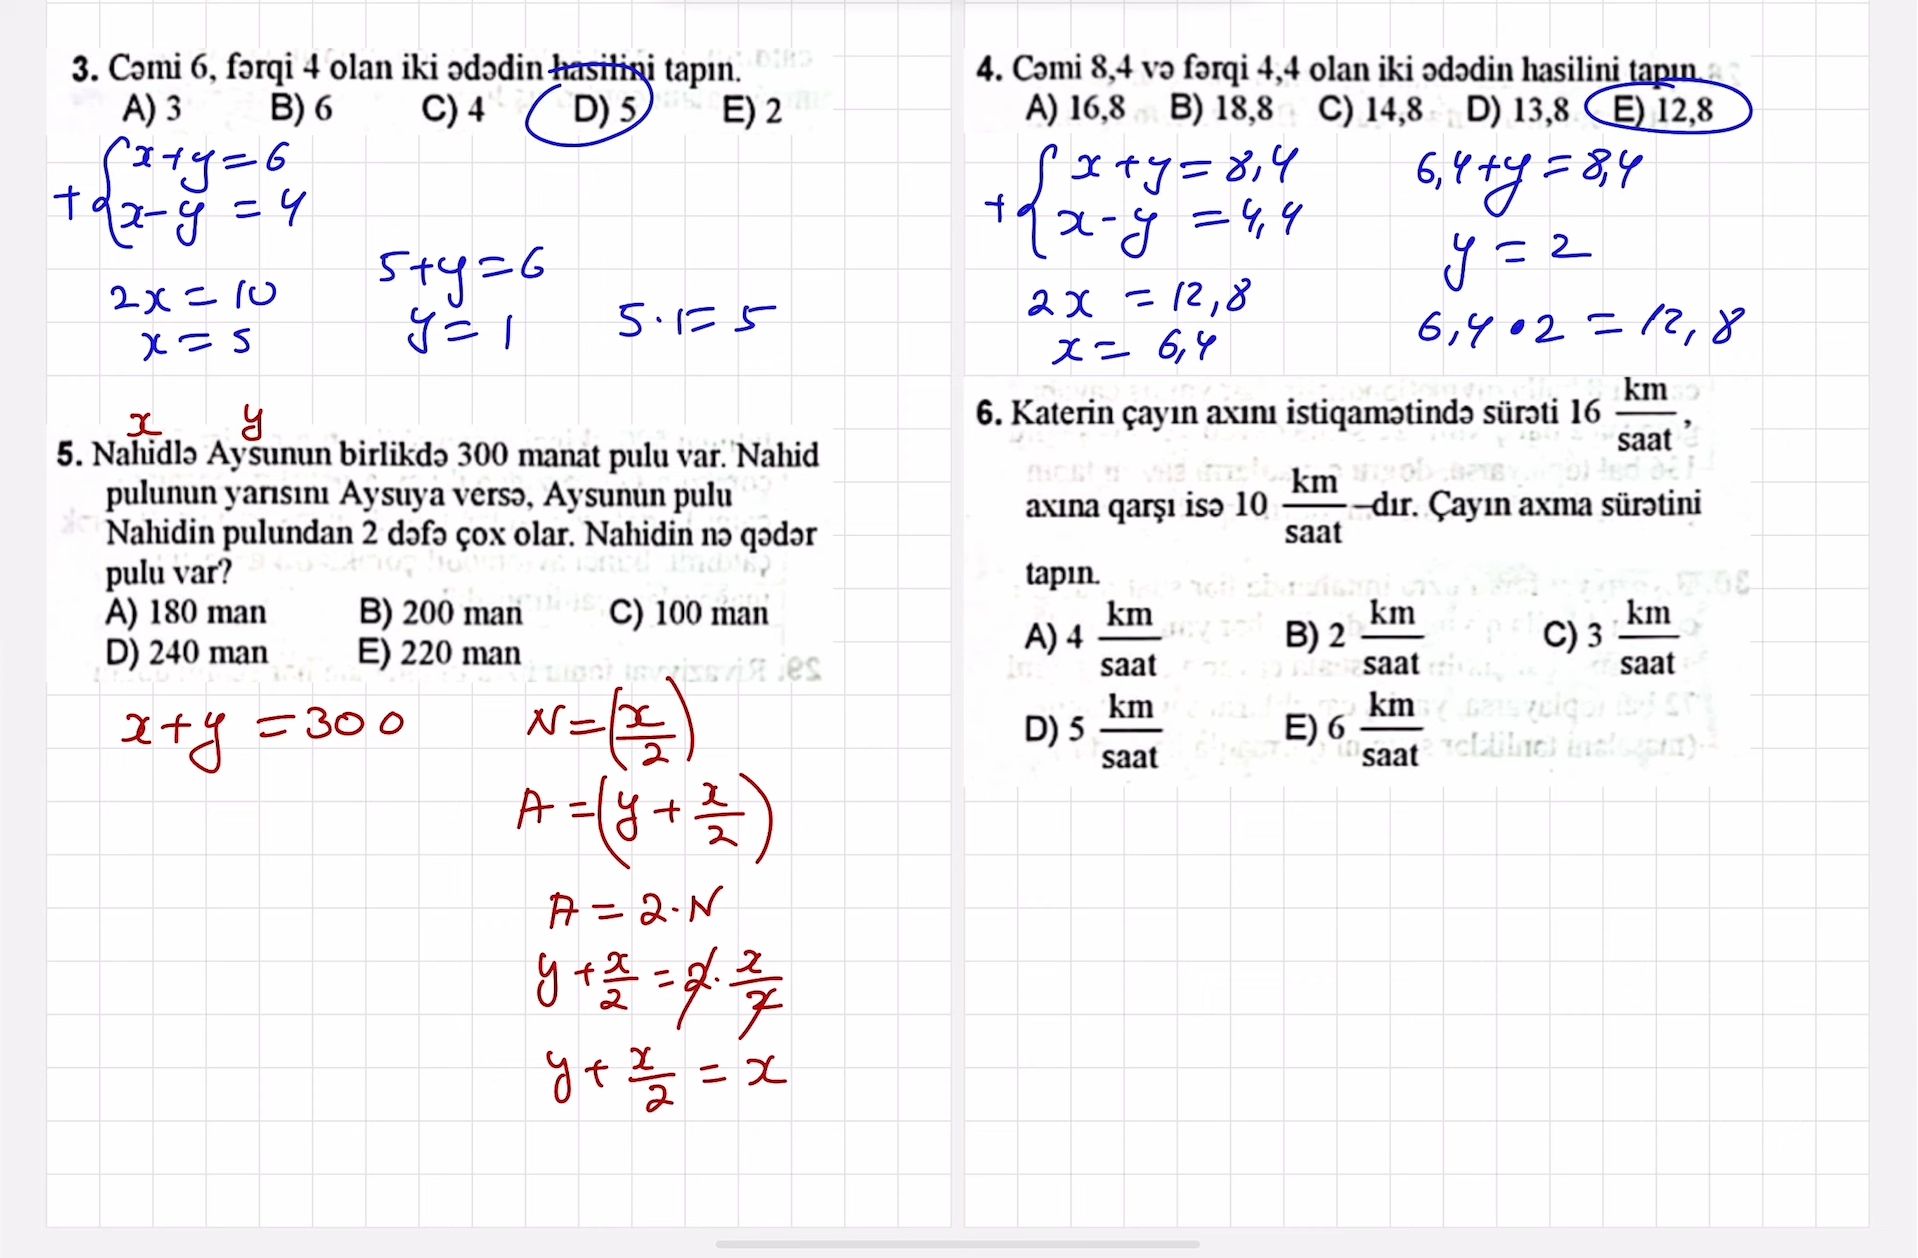 3. Cəmi 6, fərqi 4 olan iki ədədin hasilini tapın.
A) 3 B) 6 C) 4 D) 5 E) 2
x+y=6
+
x-y=4
2x=10
x=5
5+y=6
y=1
5·1=5
4. Cəmi 8,4 və fərqi 4,4 olan iki ədədin hasilini tapın.
A) 16,8 B) 18,8 C) 14,8 D) 13,8 E) 12,8
x+y=8,4
+
x-y=4,4
2x=12,8
x=6,4
6,4+y=8,4
y=2
6,4•2=12,8
x y
5. Nahidlə Aysunun birlikdə 300 manat pulu var. Nahid
pulunun yarısını Aysuya versə, Aysunun pulu
Nahidin pulundan 2 dəfə çox olar. Nahidin nə qədər
pulu var?
A) 180 man B) 200 man C) 100 man
D) 240 man E) 220 man
x+y=300
N=(x/2)
A=(y+x/2)
A=2·N
y+x/2=2·x/2
y+x/2=x
6. Katerin çayın axını istiqamətində sürəti 16 km/saat,
axına qarşı isə 10 km/saat–dır. Çayın axma sürətini
tapın.
A) 4 km/saat B) 2 km/saat C) 3 km/saat
D) 5 km/saat E) 6 km/saat